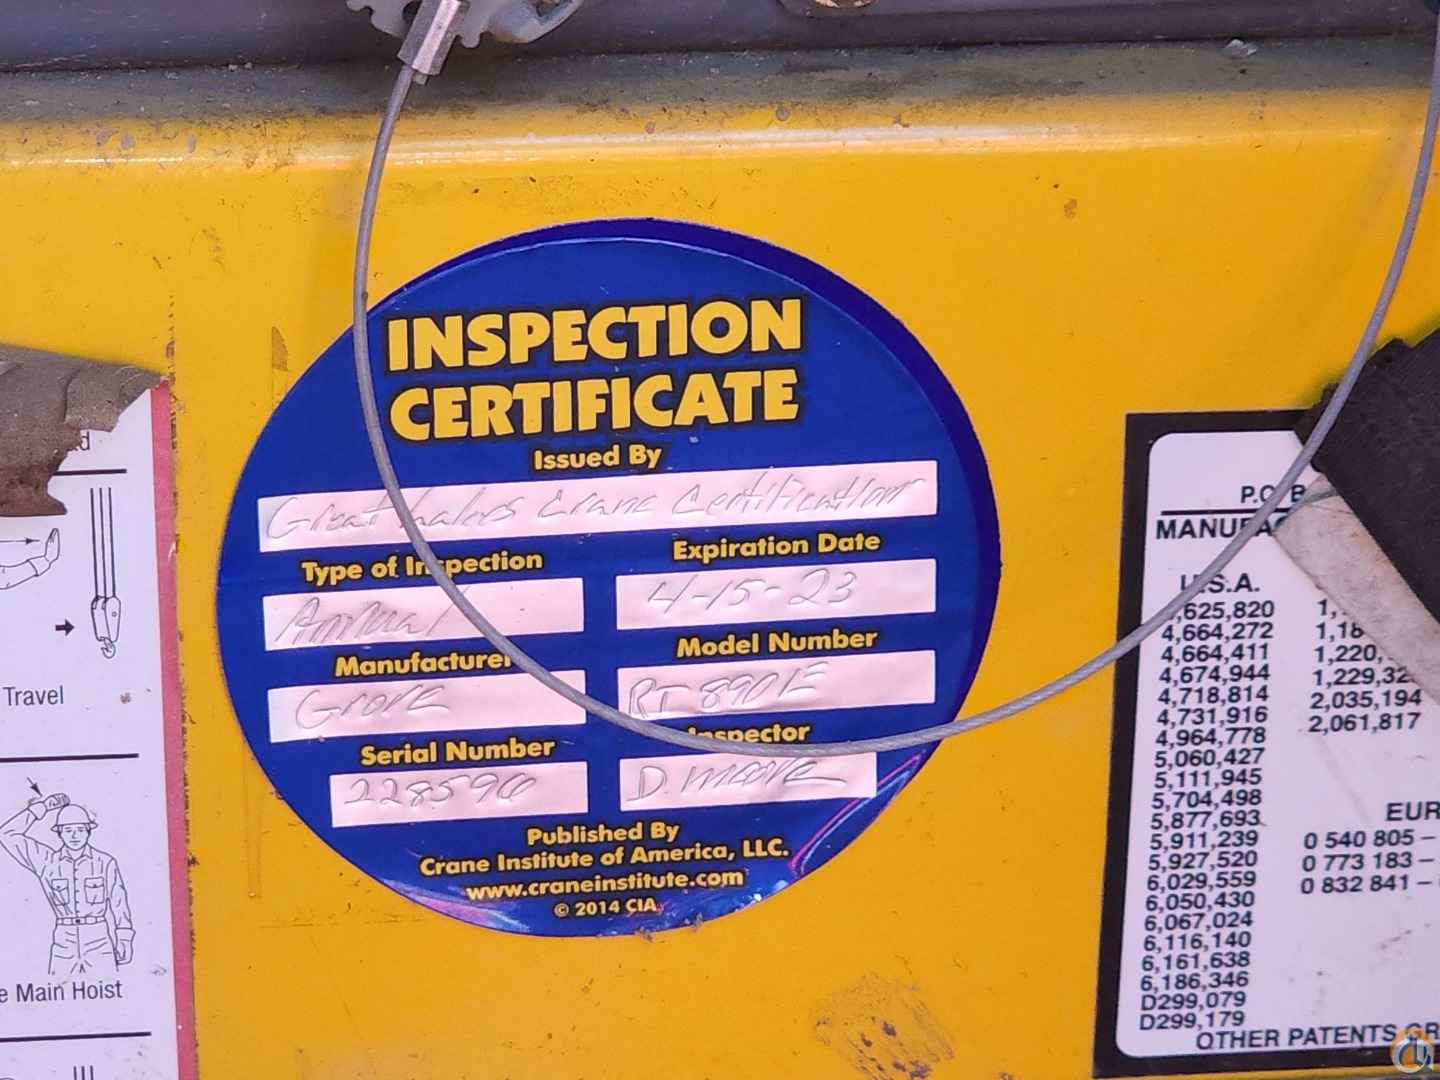 INSPECTION
CERTIFICATE
Issued By
Great Lakes Crane Certification
Type of Inspection
Expiration Date
Annual
4-15-23
Manufacturer
Model Number
Grove
RT 890E
Serial Number
Inspector
228596
D. Moore
Published By
Crane Institute of America, LLC.
www.craneinstitute.com
© 2014 CIA
Travel
e Main Hoist
P.O. B
MANUFAC
U.S.A.
,625,820
4,664,272
4,664,411
4,674,944
4,718,814
4,731,916
4,964,778
5,060,427
5,111,945
5,704,498
5,877,693
5,911,239
5,927,520
6,029,559
6,050,430
6,067,024
6,116,140
6,161,638
6,186,346
D299,079
D299,179
1,18
1,220,
1,229,32
2,035,194
2,061,817
EUR
0 540 805 –
0 773 183 –
0 832 841 –
OTHER PATENTS GR